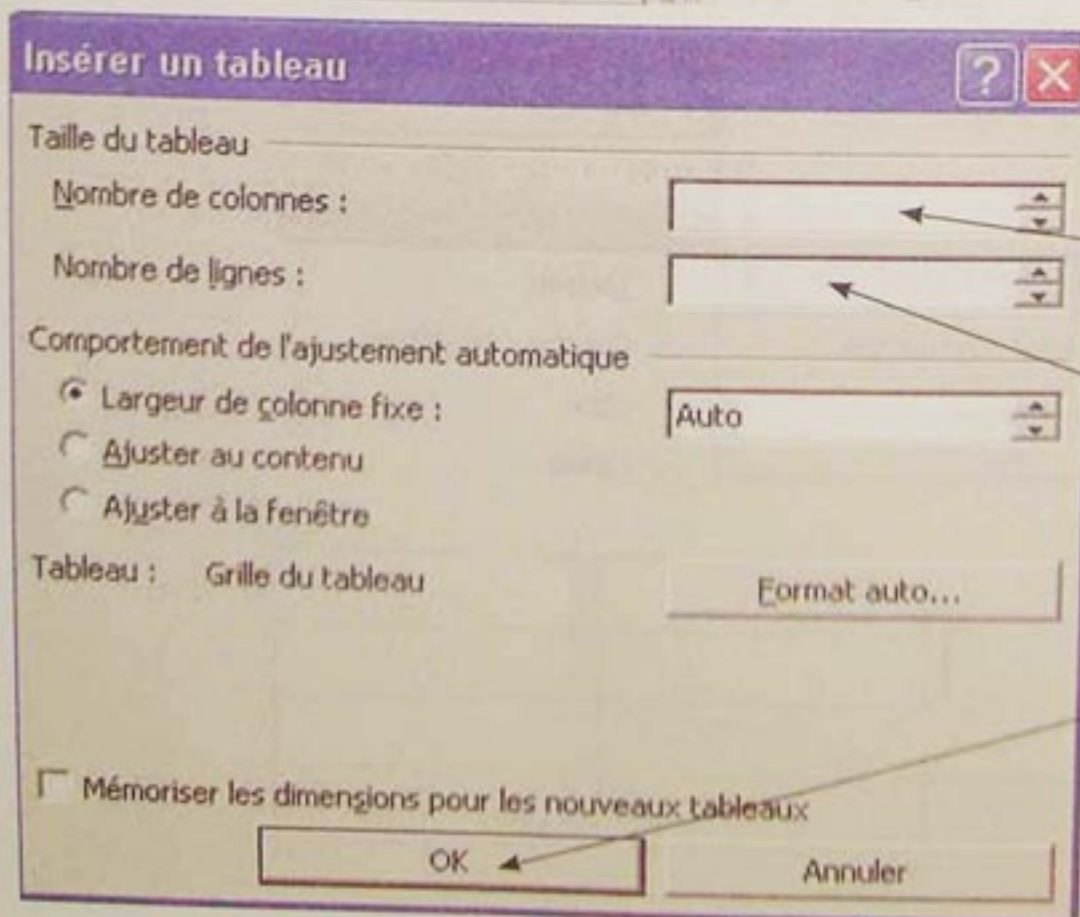 Insérer un tableau
Taille du tableau
Nombre de colonnes :
Nombre de lignes :
Comportement de l'ajustement automatique
Largeur de colonne fixe : Auto
Ajuster au contenu
Ajuster à la fenêtre
Tableau : Grille du tableau Format auto...
Mémoriser les dimensions pour les nouveaux tableaux
OK Annuler